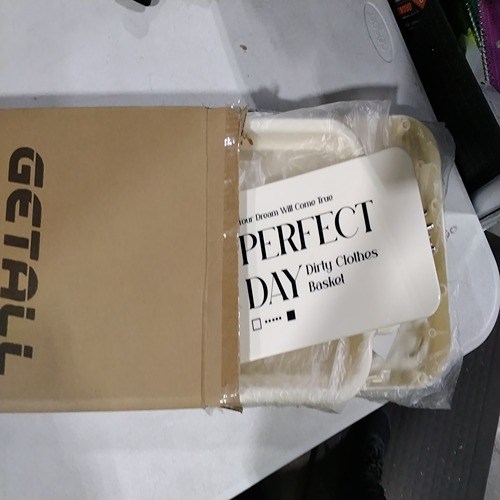 GETALL
Your Dream Will Come True
PERFECT
DAY
Dirty Clothes
Basket